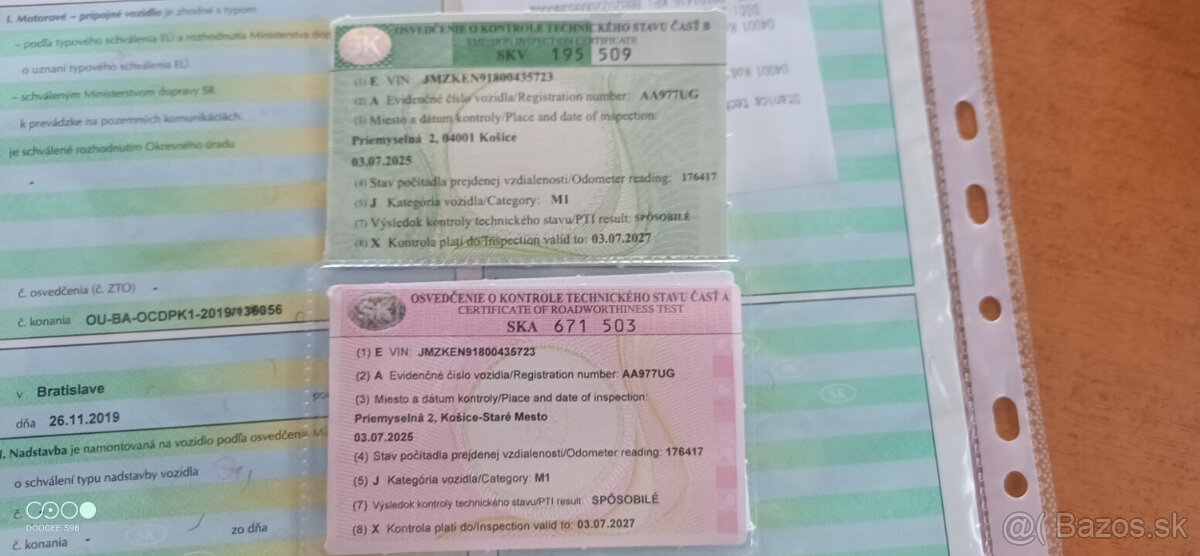 I. Motorové – prípojné vozidlo je zhodné s typom
– podľa typového schválenia EÚ a rozhodnutia Ministerstva dop
o uznaní typového schválenia EÚ.
– schváleným Ministerstvom dopravy SR
k prevádzke na pozemných komunikáciách.
je schválené rozhodnutím Okresného úradu
-
č. osvedčenia (č. ZTO) -
č. konania OU-BA-OCDPK1-2019/136056
v Bratislave
dňa 26.11.2019
I. Nadstavba je namontovaná na vozidlo podľa osvedčenia Mi
o schválení typu nadstavby vozidla
č.
zo dňa
č. konania -
SK
OSVEDČENIE O KONTROLE TECHNICKÉHO STAVU ČASŤ B
EMISSION INSPECTION CERTIFICATE
SKV 195 509
(1) E VIN: JMZKEN91800435723
(2) A Evidenčné číslo vozidla/Registration number: AA977UG
(3) Miesto a dátum kontroly/Place and date of inspection:
Priemyselná 2, 04001 Košice
03.07.2025
(4) Stav počítadla prejdenej vzdialenosti/Odometer reading: 176417
(5) J Kategória vozidla/Category: M1
(7) Výsledok kontroly technického stavu/PTI result: SPÔSOBILÉ
(8) X Kontrola platí do/Inspection valid to: 03.07.2027
SK
OSVEDČENIE O KONTROLE TECHNICKÉHO STAVU ČASŤ A
CERTIFICATE OF ROADWORTHINESS TEST
SKA 671 503
(1) E VIN: JMZKEN91800435723
(2) A Evidenčné číslo vozidla/Registration number: AA977UG
(3) Miesto a dátum kontroly/Place and date of inspection:
Priemyselná 2, Košice-Staré Mesto
03.07.2025
(4) Stav počítadla prejdenej vzdialenosti/Odometer reading: 176417
(5) J Kategória vozidla/Category: M1
(7) Výsledok kontroly technického stavu/PTI result: SPÔSOBILÉ
(8) X Kontrola platí do/Inspection valid to: 03.07.2027
DOOGEE S98
@( Bazos.sk